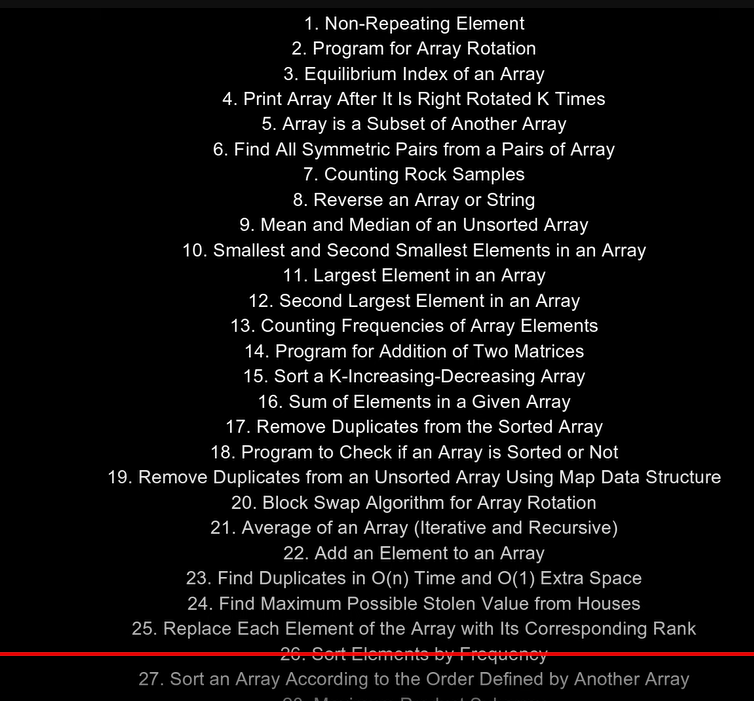 1. Non-Repeating Element
2. Program for Array Rotation
3. Equilibrium Index of an Array
4. Print Array After It Is Right Rotated K Times
5. Array is a Subset of Another Array
6. Find All Symmetric Pairs from a Pairs of Array
7. Counting Rock Samples
8. Reverse an Array or String
9. Mean and Median of an Unsorted Array
10. Smallest and Second Smallest Elements in an Array
11. Largest Element in an Array
12. Second Largest Element in an Array
13. Counting Frequencies of Array Elements
14. Program for Addition of Two Matrices
15. Sort a K-Increasing-Decreasing Array
16. Sum of Elements in a Given Array
17. Remove Duplicates from the Sorted Array
18. Program to Check if an Array is Sorted or Not
19. Remove Duplicates from an Unsorted Array Using Map Data Structure
20. Block Swap Algorithm for Array Rotation
21. Average of an Array (Iterative and Recursive)
22. Add an Element to an Array
23. Find Duplicates in O(n) Time and O(1) Extra Space
24. Find Maximum Possible Stolen Value from Houses
25. Replace Each Element of the Array with Its Corresponding Rank
26. Sort Elements by Frequency
27. Sort an Array According to the Order Defined by Another Array